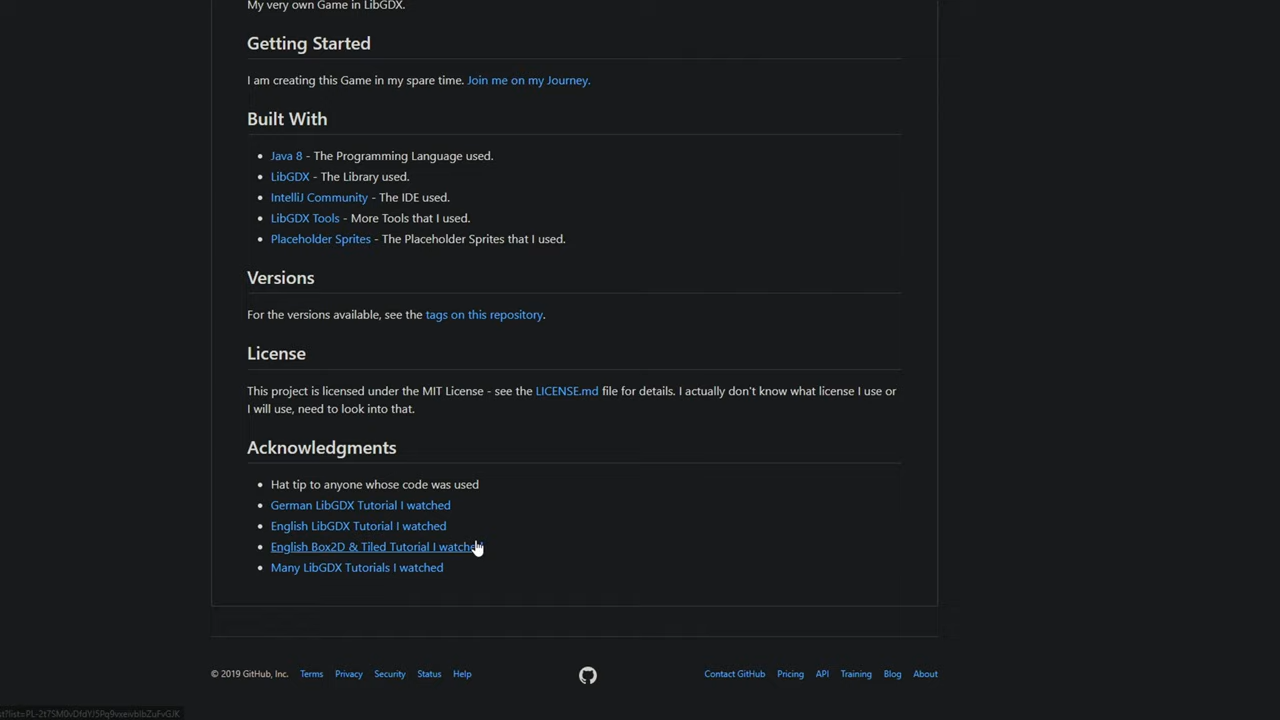 My very own Game in LibGDX.
Getting Started
I am creating this Game in my spare time. Join me on my Journey.
Built With
Java 8 - The Programming Language used.
LibGDX - The Library used.
IntelliJ Community - The IDE used.
LibGDX Tools - More Tools that I used.
Placeholder Sprites - The Placeholder Sprites that I used.
Versions
For the versions available, see the tags on this repository.
License
This project is licensed under the MIT License - see the LICENSE.md file for details. I actually don't know what license I use or
I will use, need to look into that.
Acknowledgments
Hat tip to anyone whose code was used
German LibGDX Tutorial I watched
English LibGDX Tutorial I watched
English Box2D & Tiled Tutorial I watched
Many LibGDX Tutorials I watched
© 2019 GitHub, Inc. Terms Privacy Security Status Help Contact GitHub Pricing API Training Blog About